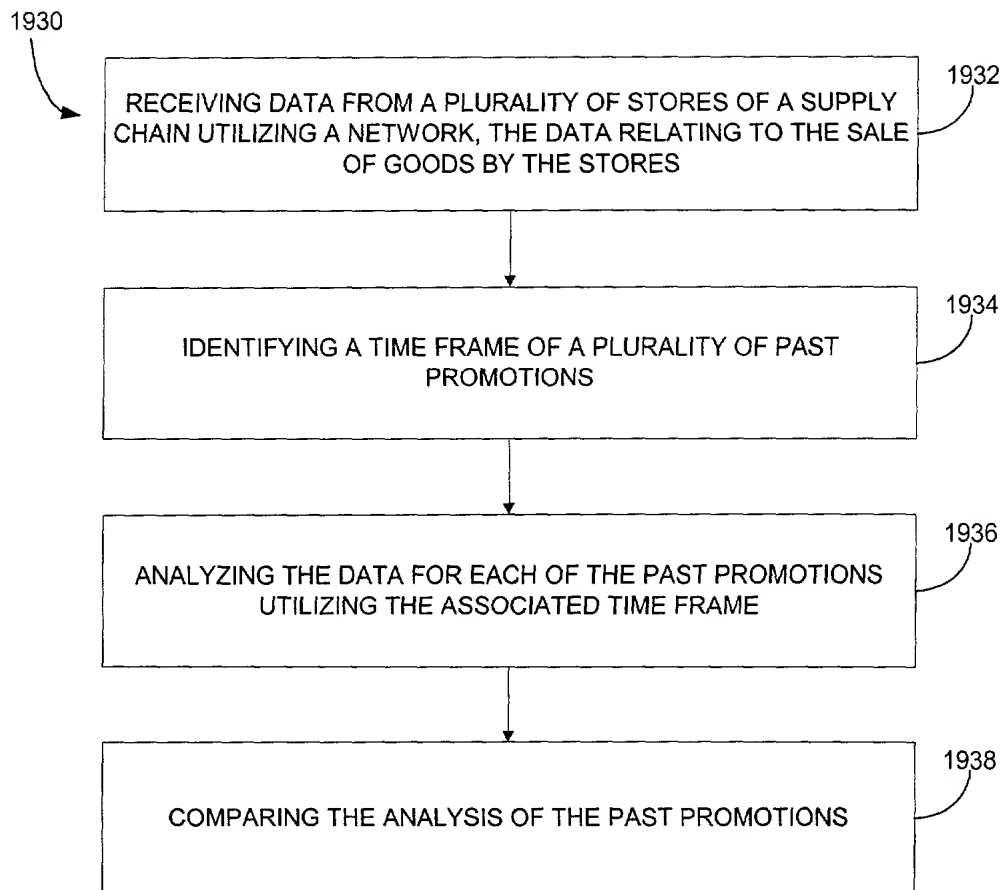 1930
1932
RECEIVING DATA FROM A PLURALITY OF STORES OF A SUPPLY
CHAIN UTILIZING A NETWORK, THE DATA RELATING TO THE SALE
OF GOODS BY THE STORES
1934
IDENTIFYING A TIME FRAME OF A PLURALITY OF PAST
PROMOTIONS
1936
ANALYZING THE DATA FOR EACH OF THE PAST PROMOTIONS
UTILIZING THE ASSOCIATED TIME FRAME
1938
COMPARING THE ANALYSIS OF THE PAST PROMOTIONS